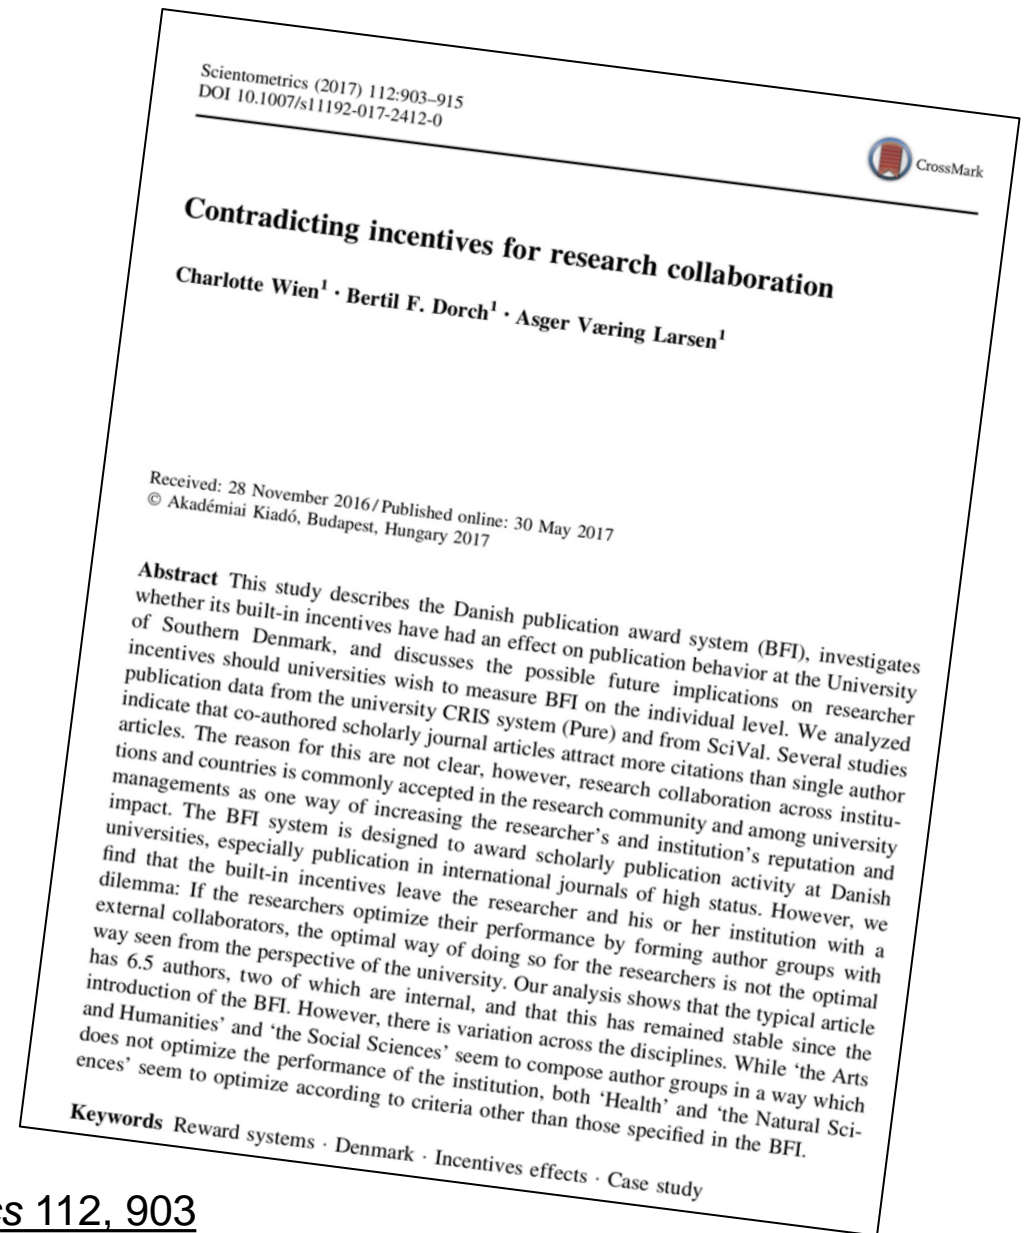 Scientometrics (2017) 112:903–915
DOI 10.1007/s11192-017-2412-0
CrossMark
Contradicting incentives for research collaboration
Charlotte Wien¹ · Bertil F. Dorch¹ · Asger Væring Larsen¹
Received: 28 November 2016 / Published online: 30 May 2017
© Akadémiai Kiadó, Budapest, Hungary 2017
Abstract This study describes the Danish publication award system (BFI), investigates
whether its built-in incentives have had an effect on publication behavior at the University
of Southern Denmark, and discusses the possible future implications on researcher
incentives should universities wish to measure BFI on the individual level. We analyzed
publication data from the university CRIS system (Pure) and from SciVal. Several studies
indicate that co-authored scholarly journal articles attract more citations than single author
articles. The reason for this are not clear, however, research collaboration across institu-
tions and countries is commonly accepted in the research community and among university
managements as one way of increasing the researcher's and institution's reputation and
impact. The BFI system is designed to award scholarly publication activity at Danish
universities, especially publication in international journals of high status. However, we
find that the built-in incentives leave the researcher and his or her institution with a
dilemma: If the researchers optimize their performance by forming author groups with
external collaborators, the optimal way of doing so for the researchers is not the optimal
way seen from the perspective of the university. Our analysis shows that the typical article
has 6.5 authors, two of which are internal, and that this has remained stable since the
introduction of the BFI. However, there is variation across the disciplines. While 'the Arts
and Humanities' and 'the Social Sciences' seem to compose author groups in a way which
does not optimize the performance of the institution, both 'Health' and 'the Natural Sci-
ences' seem to optimize according to criteria other than those specified in the BFI.
Keywords Reward systems · Denmark · Incentives effects · Case study
s 112, 903